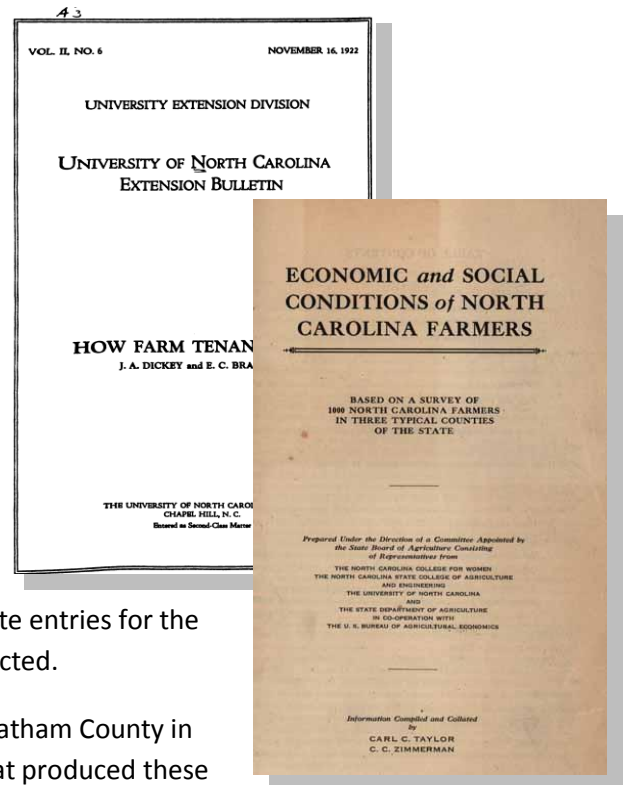 A3
VOL. II, NO. 6 NOVEMBER 16, 1922
UNIVERSITY EXTENSION DIVISION
UNIVERSITY OF NORTH CAROLINA
EXTENSION BULLETIN
HOW FARM TENAN
J. A. DICKEY and E. C. BRA
THE UNIVERSITY OF NORTH CAROL
CHAPEL HILL, N. C.
Entered as Second-Class Matter
ECONOMIC and SOCIAL
CONDITIONS of NORTH
CAROLINA FARMERS
BASED ON A SURVEY OF
1000 NORTH CAROLINA FARMERS
IN THREE TYPICAL COUNTIES
OF THE STATE
Prepared Under the Direction of a Committee Appointed by
the State Board of Agriculture Consisting
of Representatives from
THE NORTH CAROLINA COLLEGE FOR WOMEN
THE NORTH CAROLINA STATE COLLEGE OF AGRICULTURE
AND ENGINEERING
THE UNIVERSITY OF NORTH CAROLINA
AND
THE STATE DEPARTMENT OF AGRICULTURE
IN CO-OPERATION WITH
THE U. S. BUREAU OF AGRICULTURAL ECONOMICS
Information Compiled and Collated
by
CARL C. TAYLOR
C. C. ZIMMERMAN
te entries for the
cted.
atham County in
at produced these